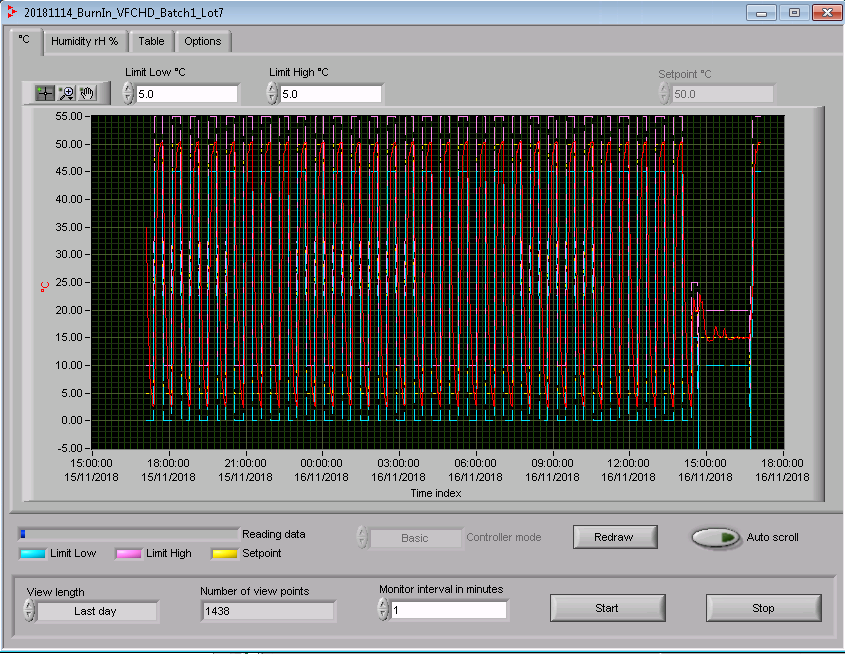 20181114_BurnIn_VFCHD_Batch1_Lot7
°C Humidity rH % Table Options
Limit Low °C Limit High °C Setpoint °C
5.0 5.0 50.0
55.00
50.00
45.00
40.00
35.00
30.00
25.00
°C
20.00
15.00
10.00
5.00
0.00
-5.00
15:00:00 18:00:00 21:00:00 00:00:00 03:00:00 06:00:00 09:00:00 12:00:00 15:00:00 18:00:00
15/11/2018 15/11/2018 15/11/2018 16/11/2018 16/11/2018 16/11/2018 16/11/2018 16/11/2018 16/11/2018 16/11/2018
Time index
Reading data Basic Controller mode Redraw Auto scroll
Limit Low Limit High Setpoint
View length Number of view points Monitor interval in minutes
Last day 1438 1 Start Stop